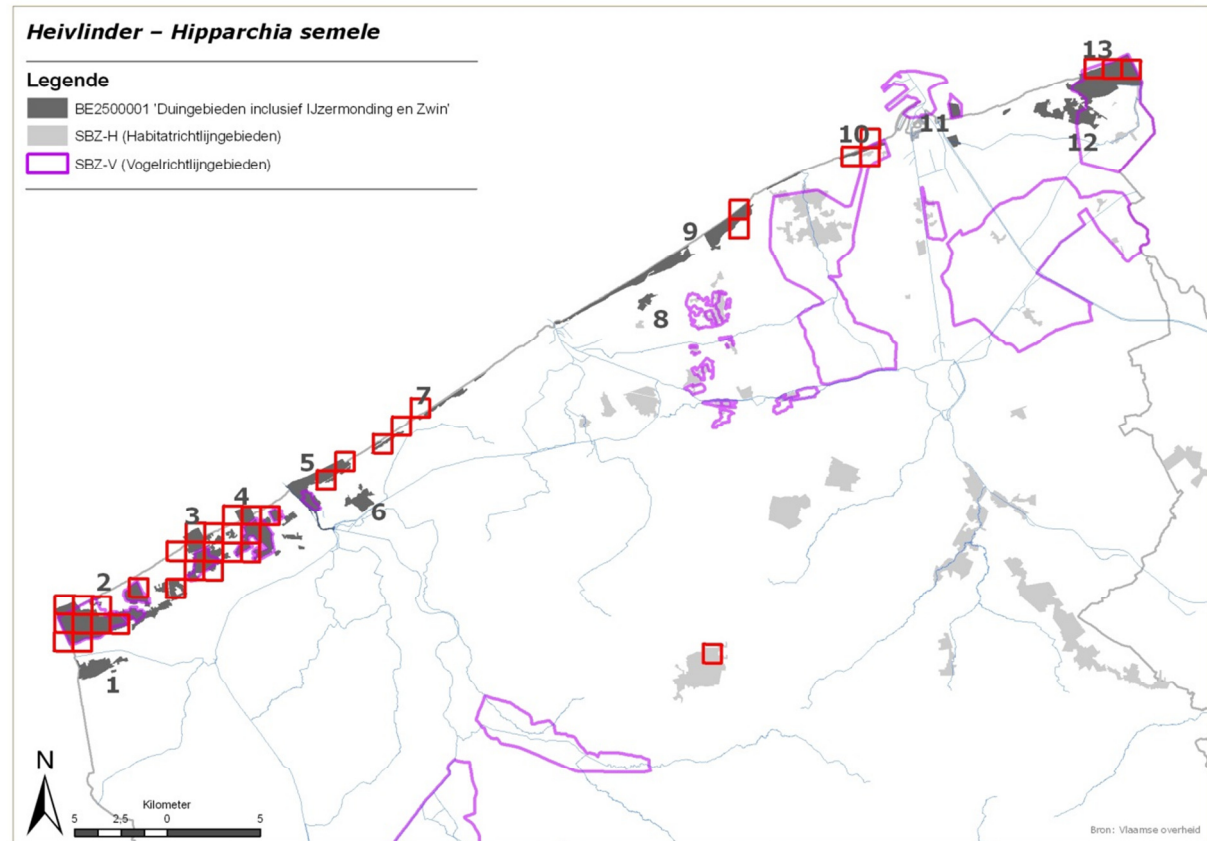 Heivlinder – Hipparchia semele
Legende
BE2500001 'Duingebieden inclusief IJzermonding en Zwin'
SBZ-H (Habitatrichtlijngebieden)
SBZ-V (Vogelrichtlijngebieden)
13
10
11
12
9
8
7
5
6
4
3
2
1
N
Kilometer
5 2,5 0 5
Bron: Vlaamse overheid